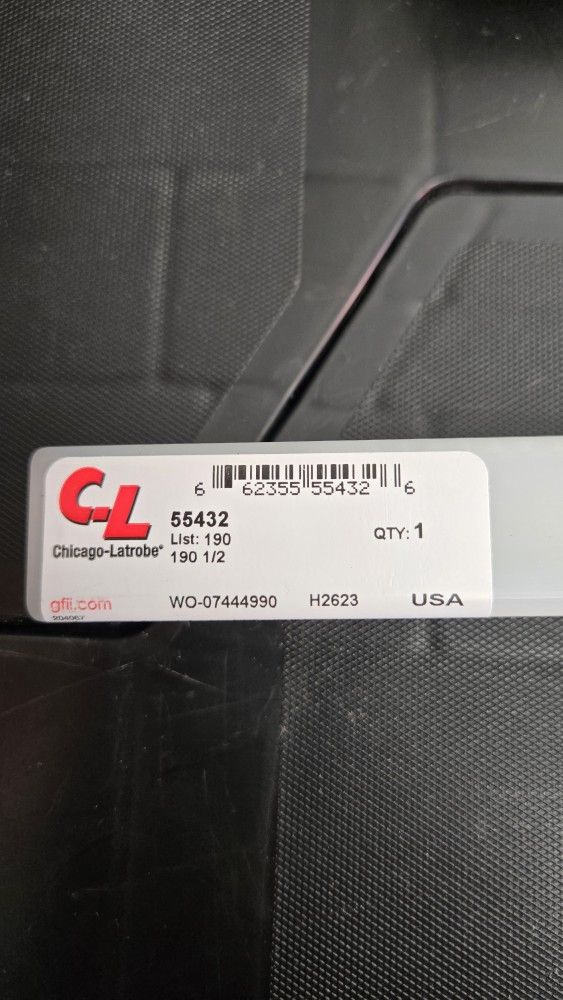 6 62355 55432 6
C-L
Chicago-Latrobe®
55432
List: 190
190 1/2
QTY: 1
gfii.com
WO-07444990 H2623 USA
204067